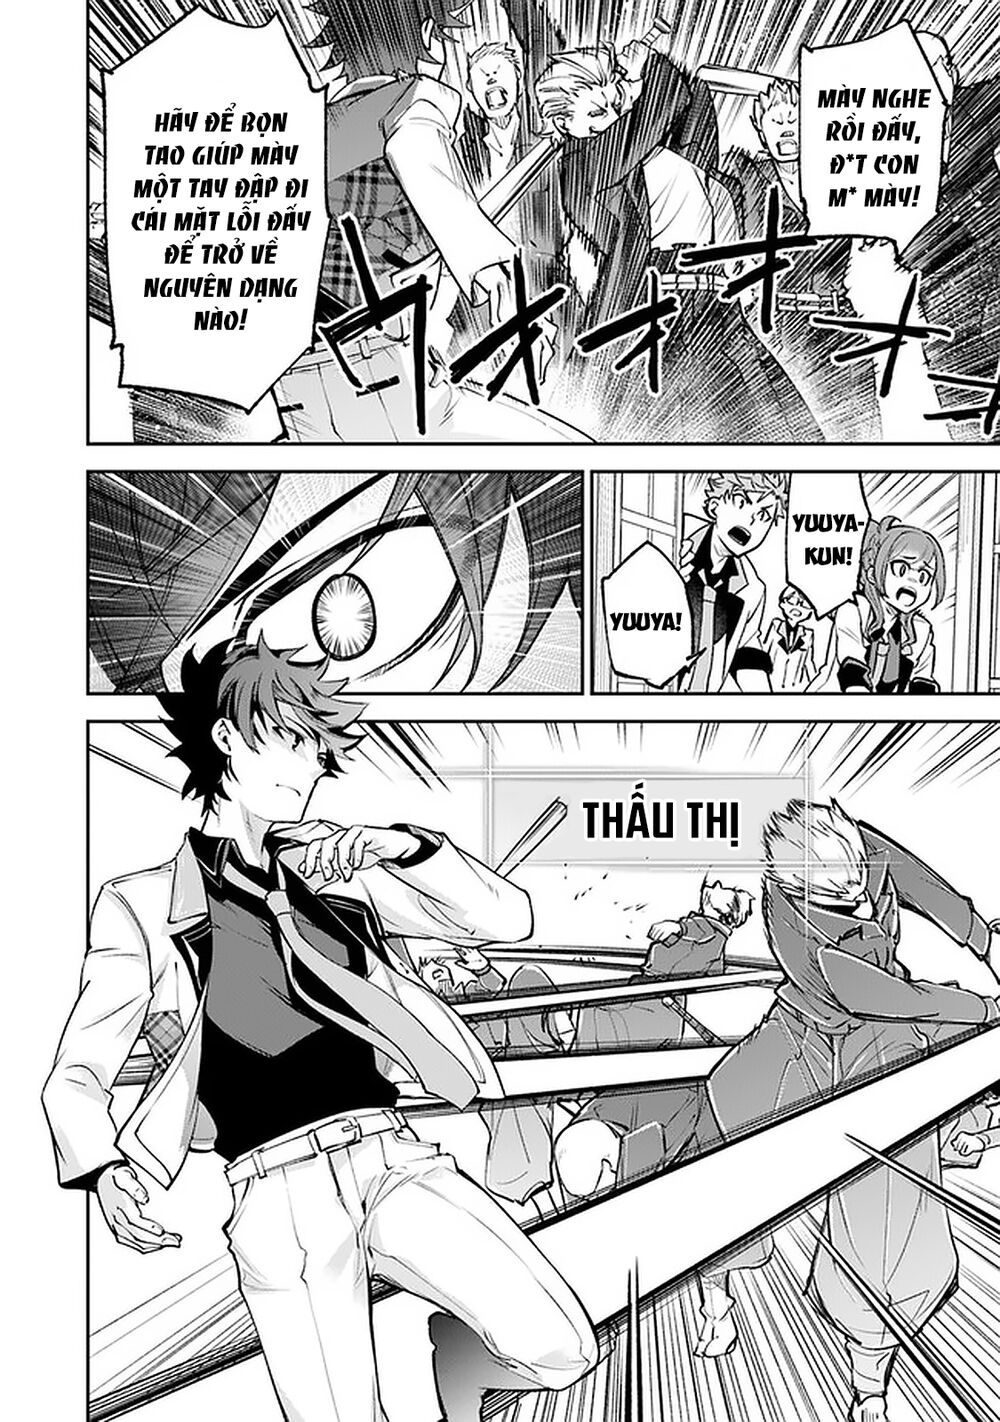 MÀY NGHE
RỒI ĐẤY,
Đ*T CON
M* MÀY!
HÃY ĐỂ BỌN
TAO GIÚP MÀY
MỘT TAY ĐẬP ĐI
CÁI MẶT LỖI ĐẤY
ĐỂ TRỞ VỀ
NGUYÊN DẠNG
NÀO!
YUUYA-
KUN!
YUUYA!
THẤU THỊ